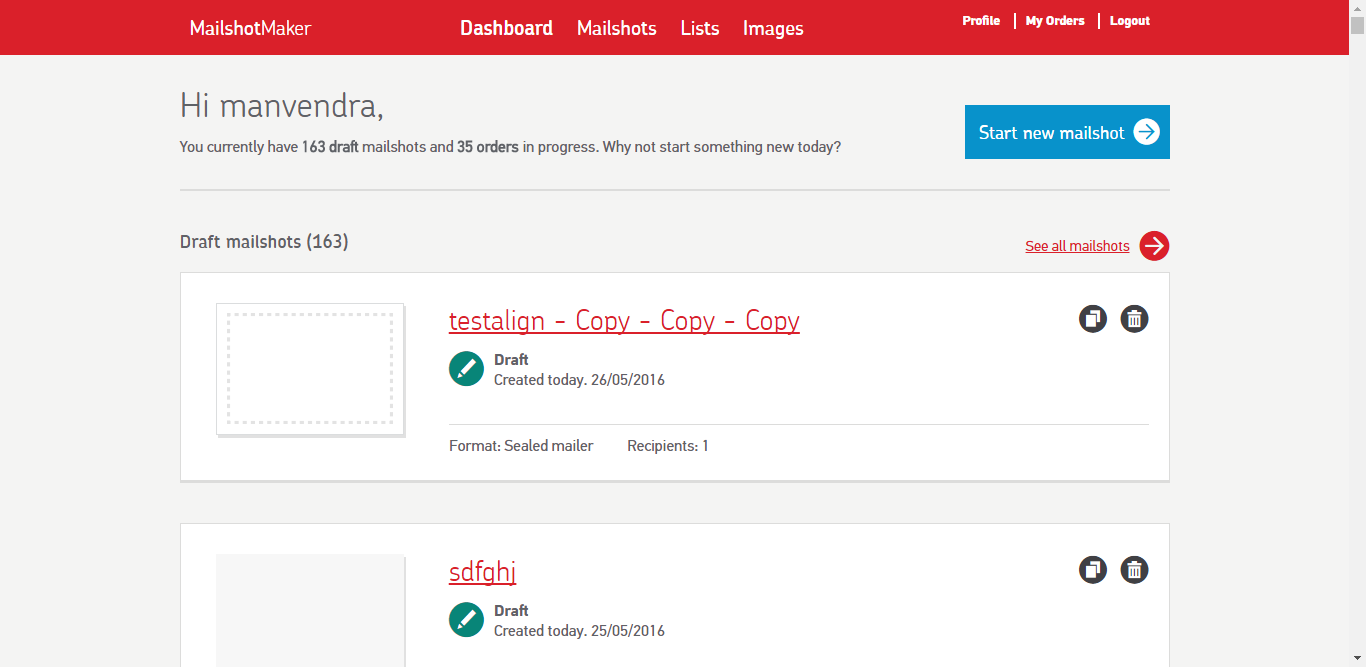 MailshotMaker Dashboard Mailshots Lists Images Profile My Orders Logout
Hi manvendra,
You currently have 163 draft mailshots and 35 orders in progress. Why not start something new today?
Start new mailshot
Draft mailshots (163)
See all mailshots
testalign - Copy - Copy - Copy
Draft
Created today. 26/05/2016
Format: Sealed mailer Recipients: 1
sdfghj
Draft
Created today. 25/05/2016